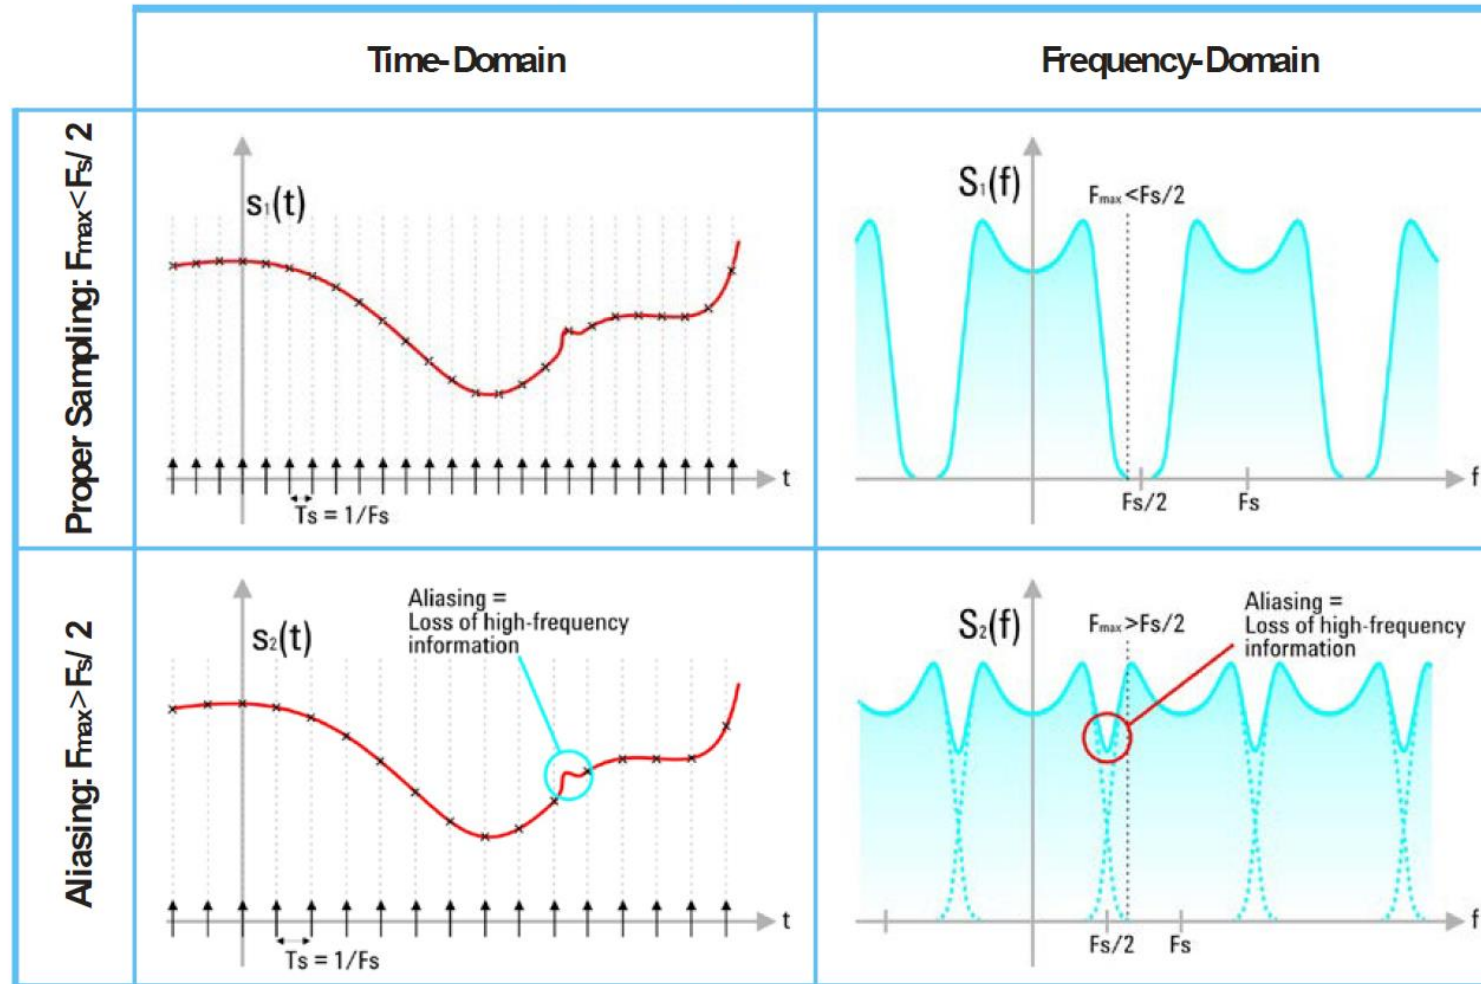 Time-Domain
Frequency-Domain
Proper Sampling: Fmax<Fs/ 2
s₁(t)
Ts = 1/Fs
t
S₁(f)
Fmax <Fs/2
Fs/2
Fs
f
Aliasing: Fmax>Fs/ 2
s₂(t)
Aliasing =
Loss of high-frequency
information
Ts = 1/Fs
t
S₂(f)
Fmax >Fs/2
Aliasing =
Loss of high-frequency
information
Fs/2
Fs
f